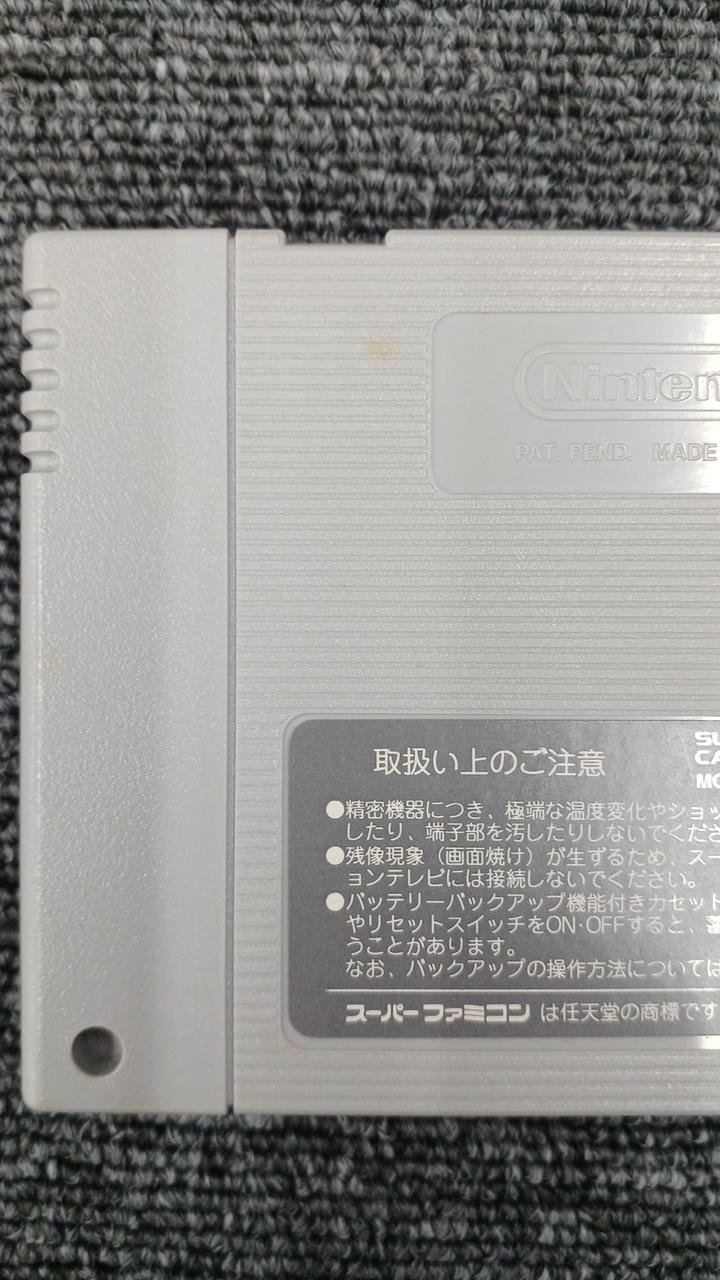 Ninten
PAT. PEND. MADE
取扱い上のご注意
SU
CA
MO
●精密機器につき、極端な温度変化やショッ
したり、端子部を汚したりしないでくださ
●残像現象（画面焼け）が生ずるため、スー
ョンテレビには接続しないでください。
●バッテリーバックアップ機能付きカセット
やリセットスイッチをON·OFFすると、蓄
うことがあります。
なお、バックアップの操作方法については
スーパーファミコン は任天堂の商標です